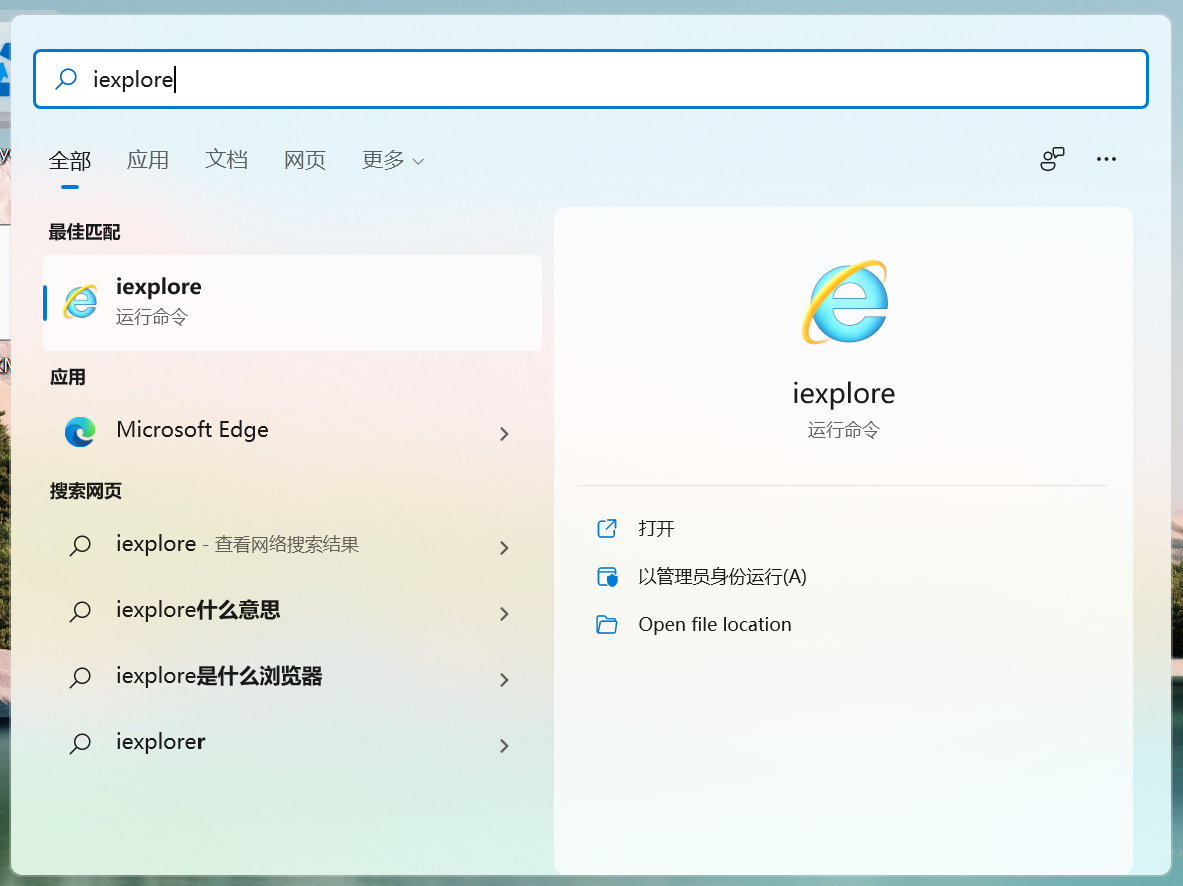 iexplore
全部 应用 文档 网页 更多
最佳匹配
iexplore
运行命令
应用
Microsoft Edge
搜索网页
iexplore - 查看网络搜索结果
iexplore什么意思
iexplore是什么浏览器
iexplorer
iexplore
运行命令
打开
以管理员身份运行(A)
Open file location